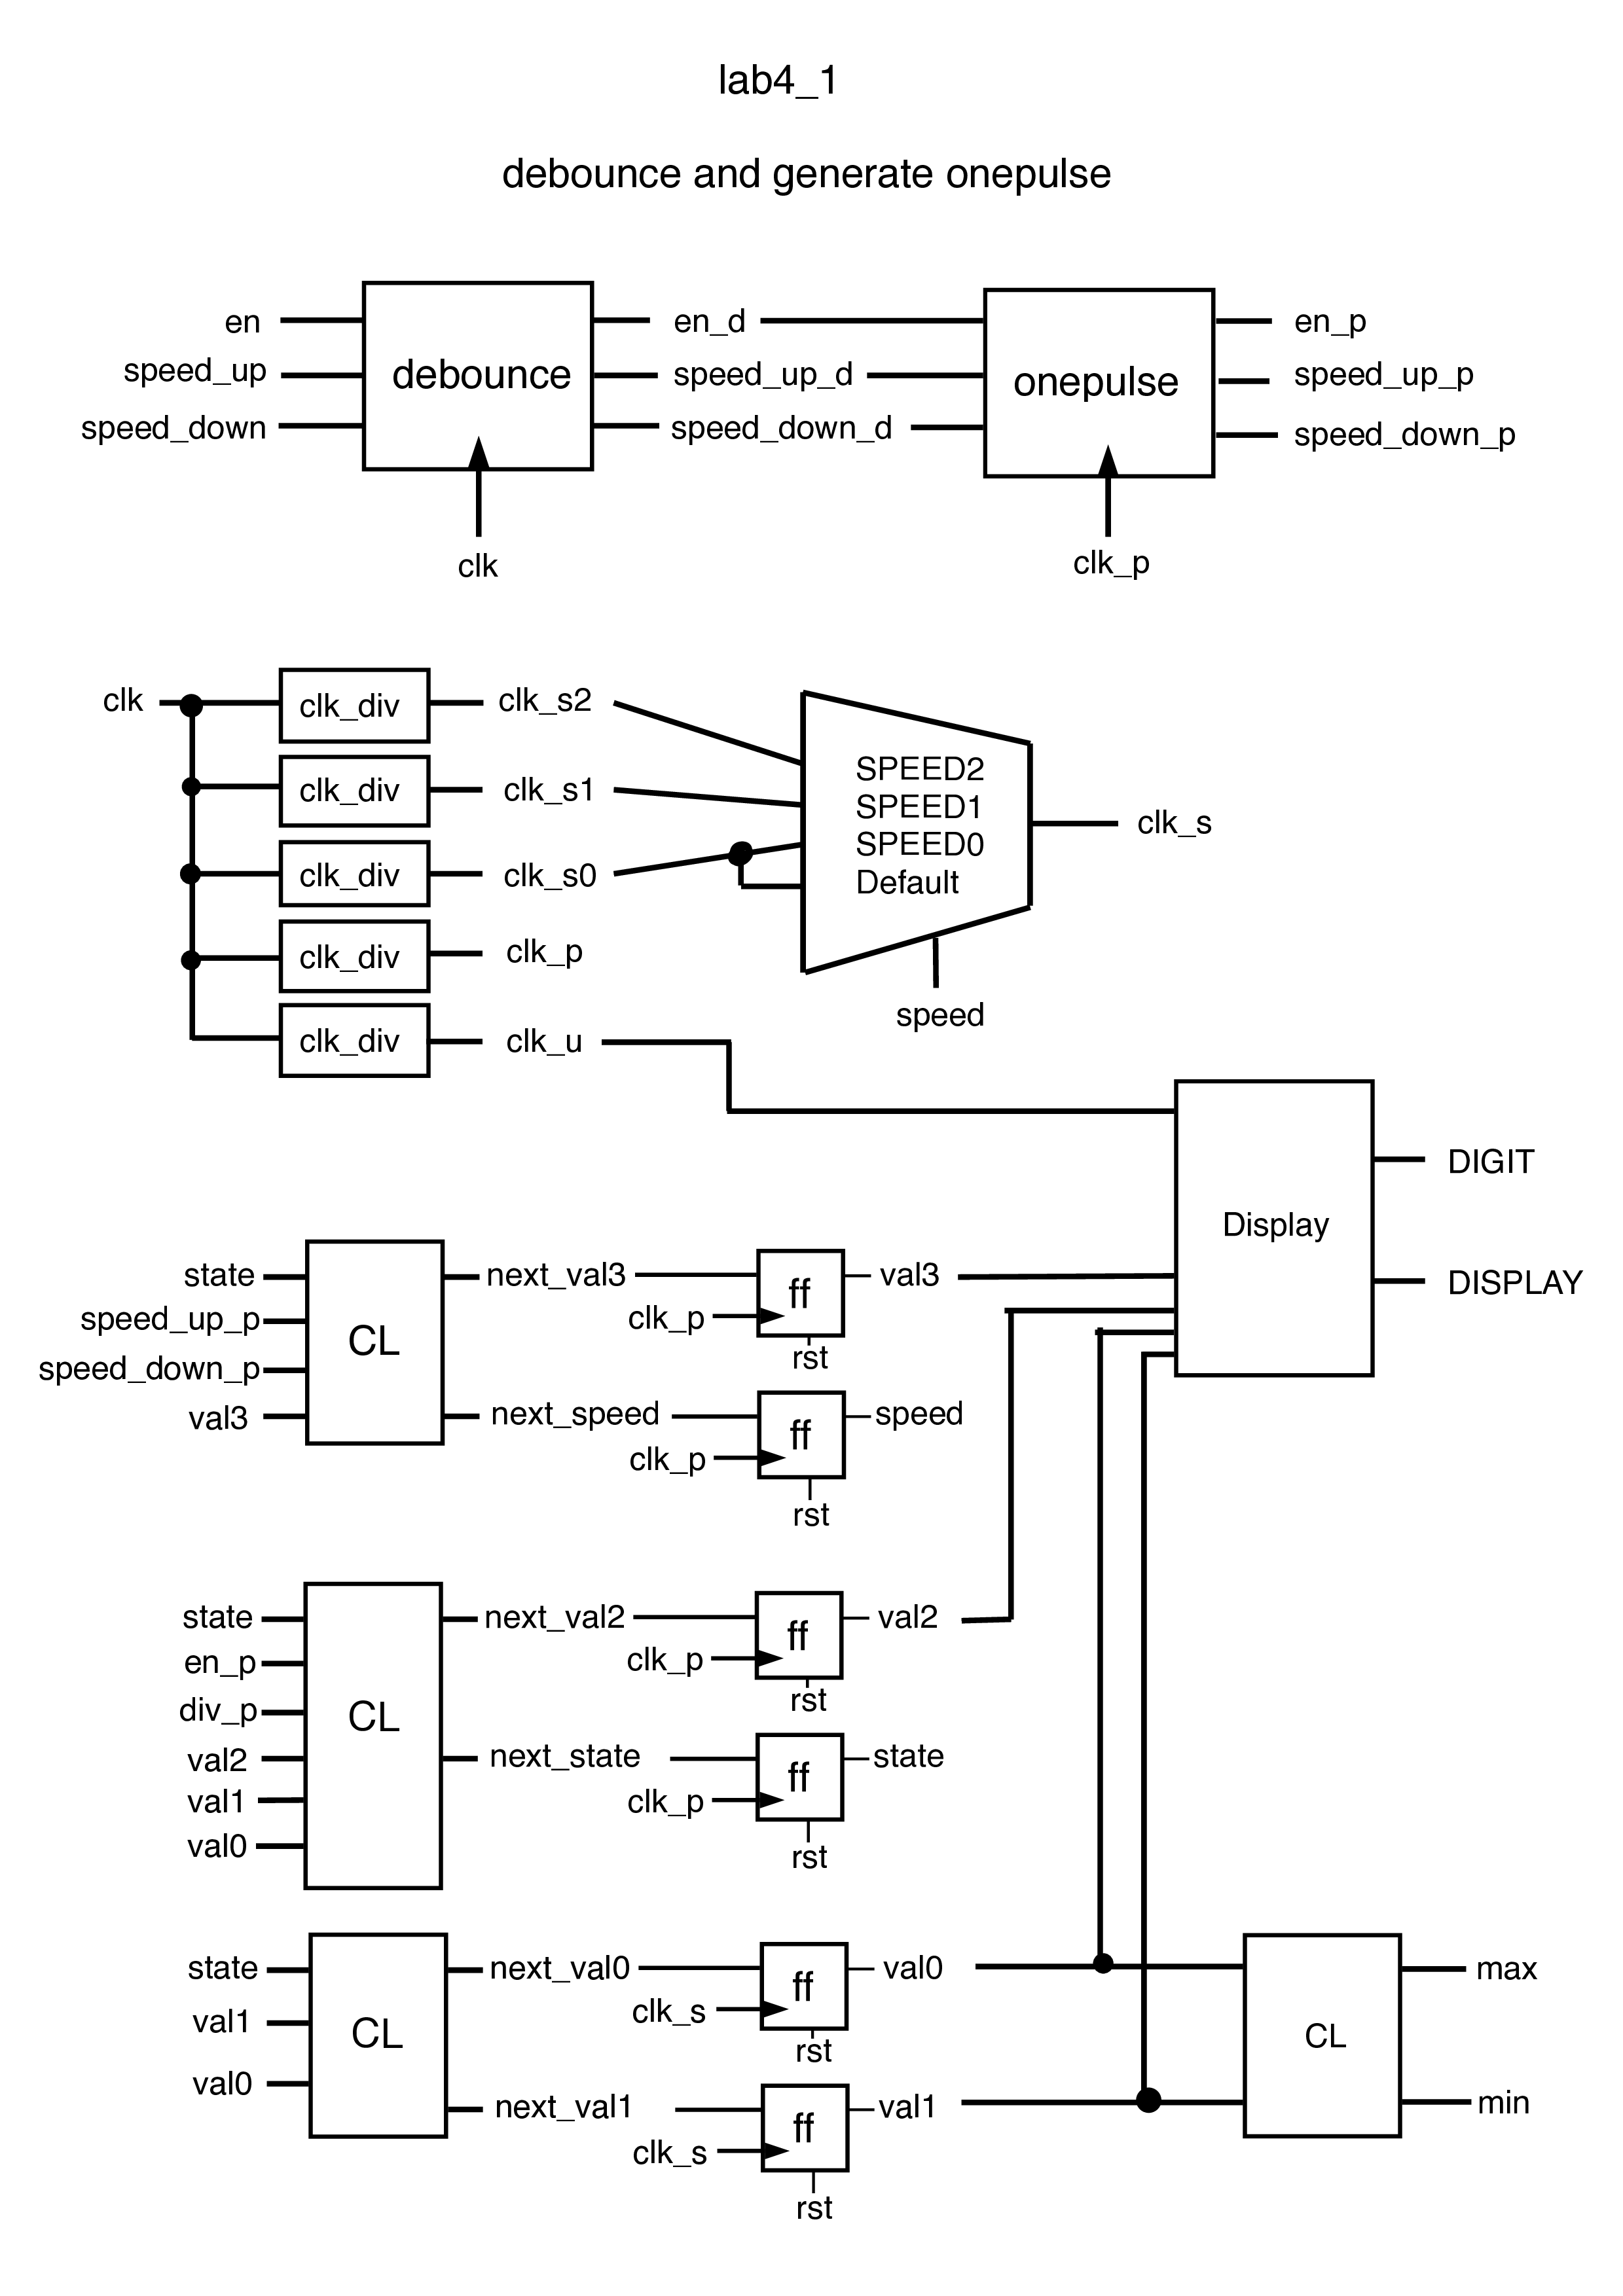 lab4_1
debounce and generate onepulse
en
speed_up
speed_down
debounce
clk
en_d
speed_up_d
speed_down_d
onepulse
clk_p
en_p
speed_up_p
speed_down_p
clk
clk_div
clk_s2
clk_div
clk_s1
clk_div
clk_s0
clk_div
clk_p
clk_div
clk_u
SPEED2
SPEED1
SPEED0
Default
speed
clk_s
Display
DIGIT
DISPLAY
state
speed_up_p
speed_down_p
val3
CL
next_val3
clk_p
ff
rst
val3
next_speed
clk_p
ff
rst
speed
state
en_p
div_p
val2
val1
val0
CL
next_val2
clk_p
ff
rst
val2
next_state
clk_p
ff
rst
state
state
val1
val0
CL
next_val0
clk_s
ff
rst
val0
next_val1
clk_s
ff
rst
val1
CL
max
min